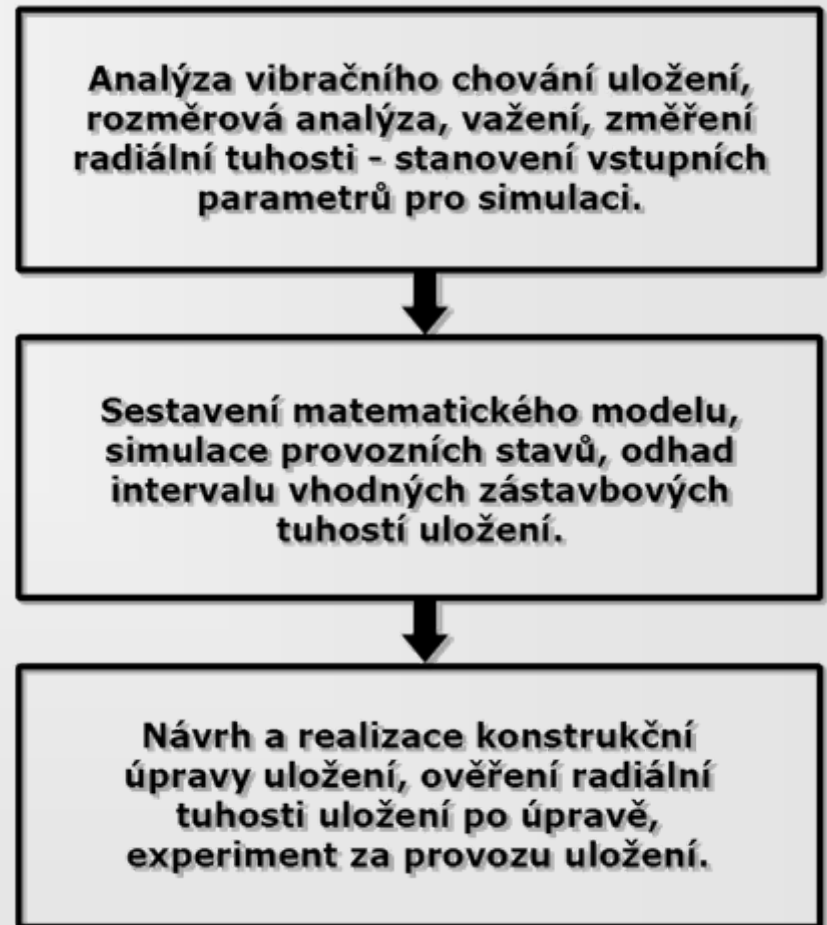 Analýza vibračního chování uložení,
rozměrová analýza, važení, změření
radiální tuhosti - stanovení vstupních
parametrů pro simulaci.
Sestavení matematického modelu,
simulace provozních stavů, odhad
intervalu vhodných zástavbových
tuhostí uložení.
Návrh a realizace konstrukční
úpravy uložení, ověření radiální
tuhosti uložení po úpravě,
experiment za provozu uložení.